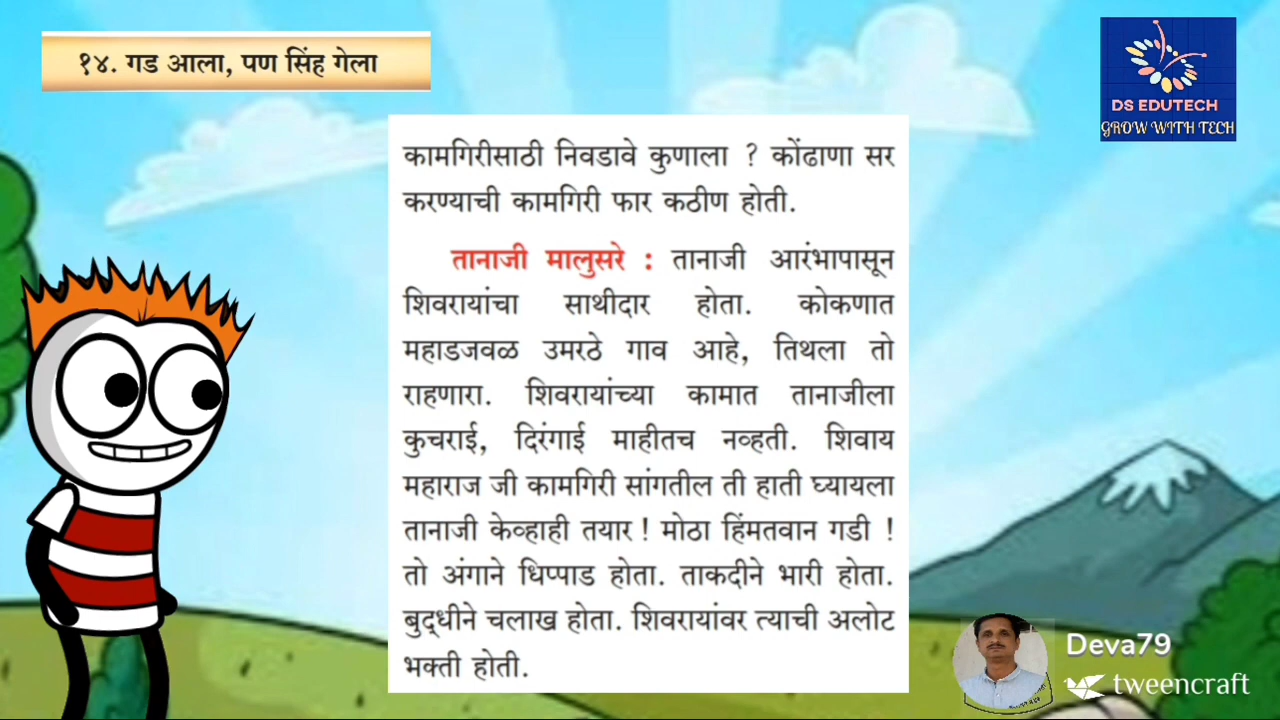 १४. गड आला, पण सिंह गेला
DS EDUTECH
GROW WITH TECH
कामगिरीसाठी निवडावे कुणाला ? कोंढाणा सर
करण्याची कामगिरी फार कठीण होती.
तानाजी मालुसरे : तानाजी आरंभापासून
शिवरायांचा साथीदार होता. कोकणात
महाडजवळ उमरठे गाव आहे, तिथला तो
राहणारा. शिवरायांच्या कामात तानाजीला
कुचराई, दिरंगाई माहीतच नव्हती. शिवाय
महाराज जी कामगिरी सांगतील ती हाती घ्यायला
तानाजी केव्हाही तयार ! मोठा हिंमतवान गडी !
तो अंगाने धिप्पाड होता. ताकदीने भारी होता.
बुद्‌धीने चलाख होता. शिवरायांवर त्याची अलोट
भक्ती होती.
Deva79
tweencraft